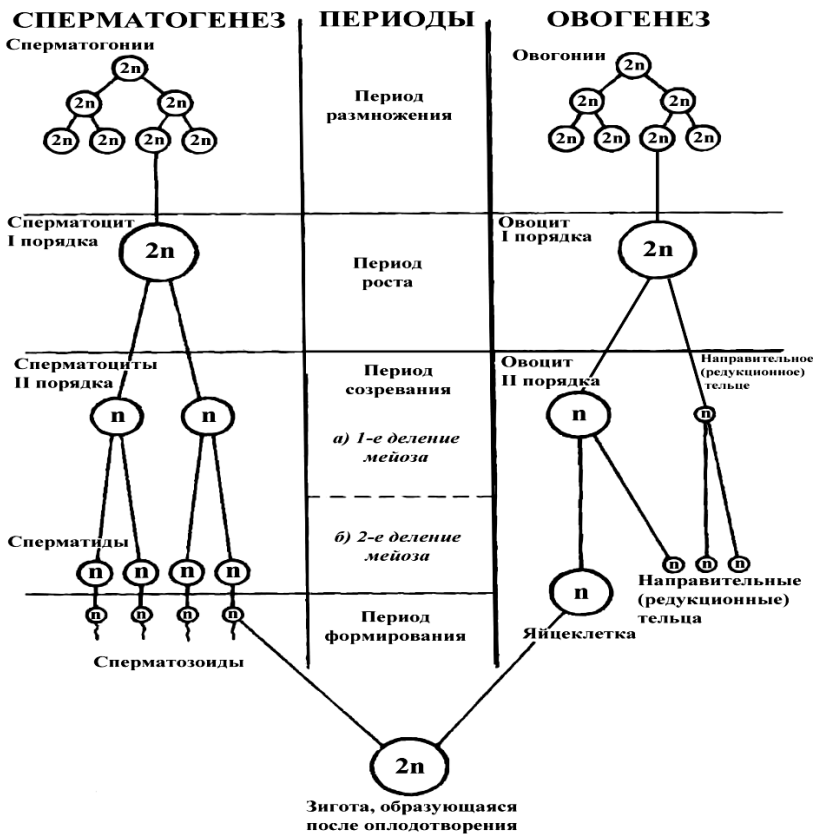 СПЕРМАТОГЕНЕЗ
ПЕРИОДЫ
ОВОГЕНЕЗ
Сперматогонии
2n
2n
2n
2n
2n
2n
2n
Период
размножения
Овогонии
2n
2n
2n
2n
2n
2n
2n
Сперматоцит
I порядка
2n
Период
роста
Овоцит
I порядка
2n
Сперматоциты
II порядка
n
n
Период
созревания
а) 1-е деление
мейоза
Овоцит
II порядка
n
Направительное
(редукционное)
тельце
n
Сперматиды
n
n
n
n
б) 2-е деление
мейоза
n
n
n
n
Направительные
(редукционные)
тельца
n
n
n
n
Сперматозоиды
Период
формирования
Яйцеклетка
2n
Зигота, образующаяся
после оплодотворения